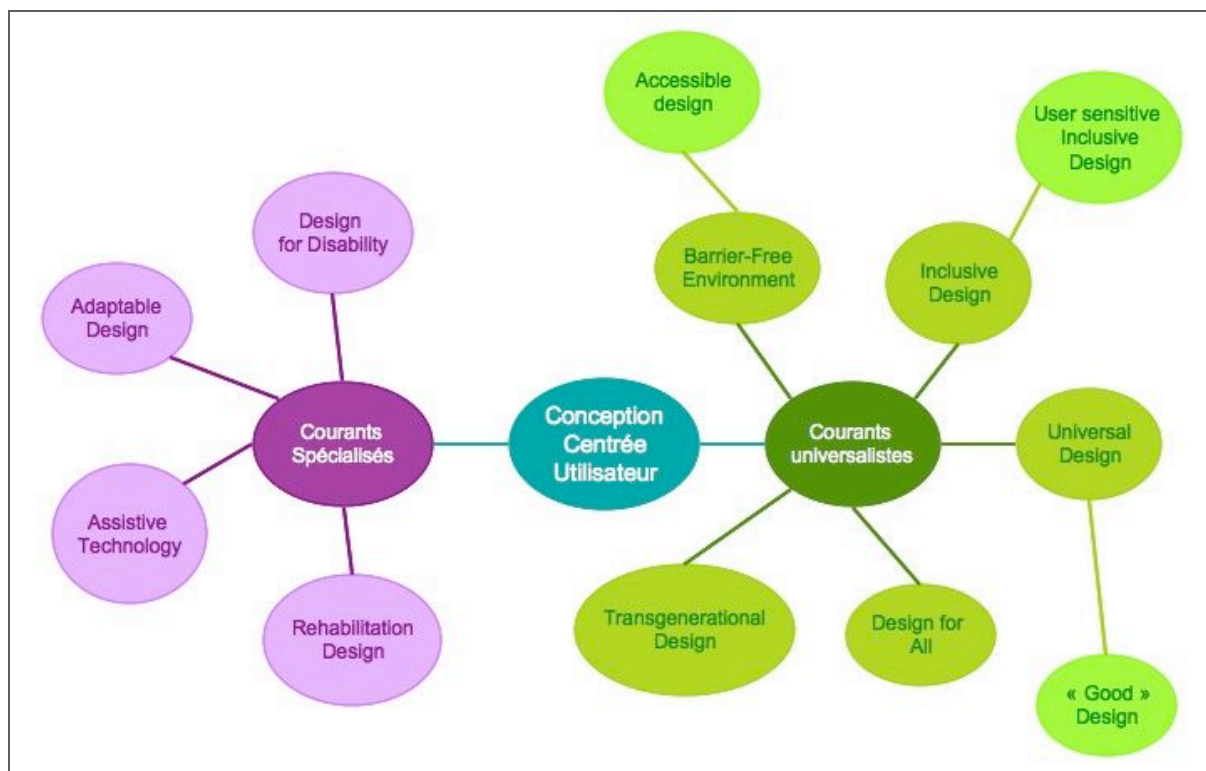 Accessible
design
User sensitive
Inclusive
Design
Design
for Disability
Barrier-Free
Environment
Inclusive
Design
Adaptable
Design
Courants
Spécialisés
Conception
Centrée
Utilisateur
Courants
universalistes
Universal
Design
Assistive
Technology
Rehabilitation
Design
Transgenerational
Design
Design for
All
« Good »
Design